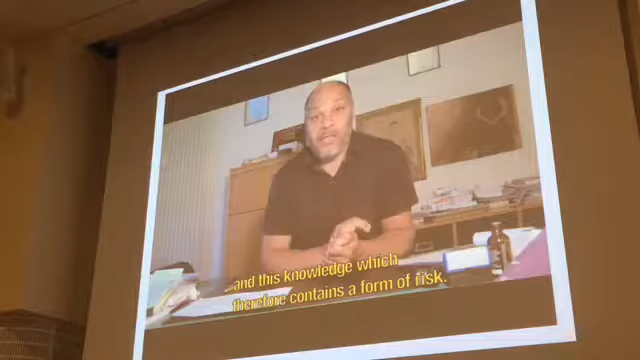 and this knowledge which
therefore contains a form of risk.